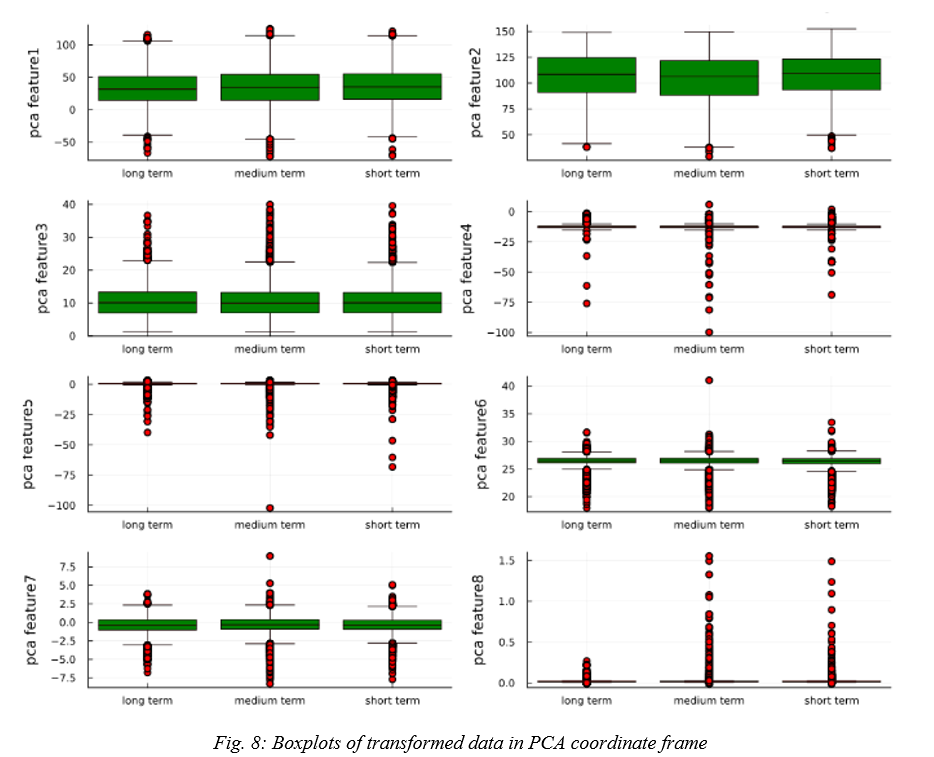 pca feature1
100
50
0
−50
long term
medium term
short term
pca feature2
150
125
100
75
50
long term
medium term
short term
pca feature3
40
30
20
10
0
long term
medium term
short term
pca feature4
0
−25
−50
−75
−100
long term
medium term
short term
pca feature5
0
−25
−50
−75
−100
long term
medium term
short term
pca feature6
40
35
30
25
20
long term
medium term
short term
pca feature7
7.5
5.0
2.5
0.0
−2.5
−5.0
−7.5
long term
medium term
short term
pca feature8
1.5
1.0
0.5
0.0
long term
medium term
short term
Fig. 8: Boxplots of transformed data in PCA coordinate frame